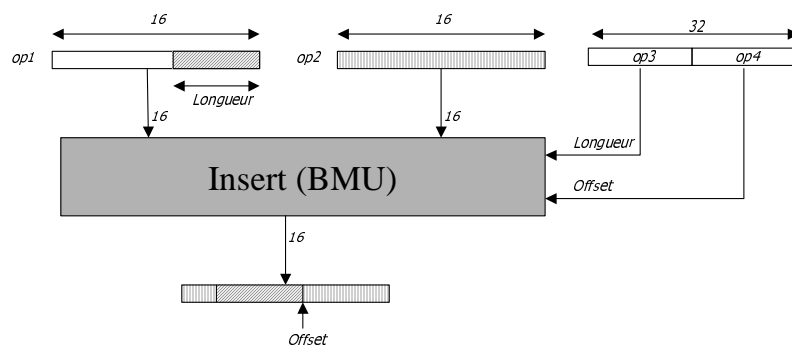 16 16 32
op1 op2 op3 op4
Longueur
16 16
Longueur
Insert (BMU)
Offset
16
Offset